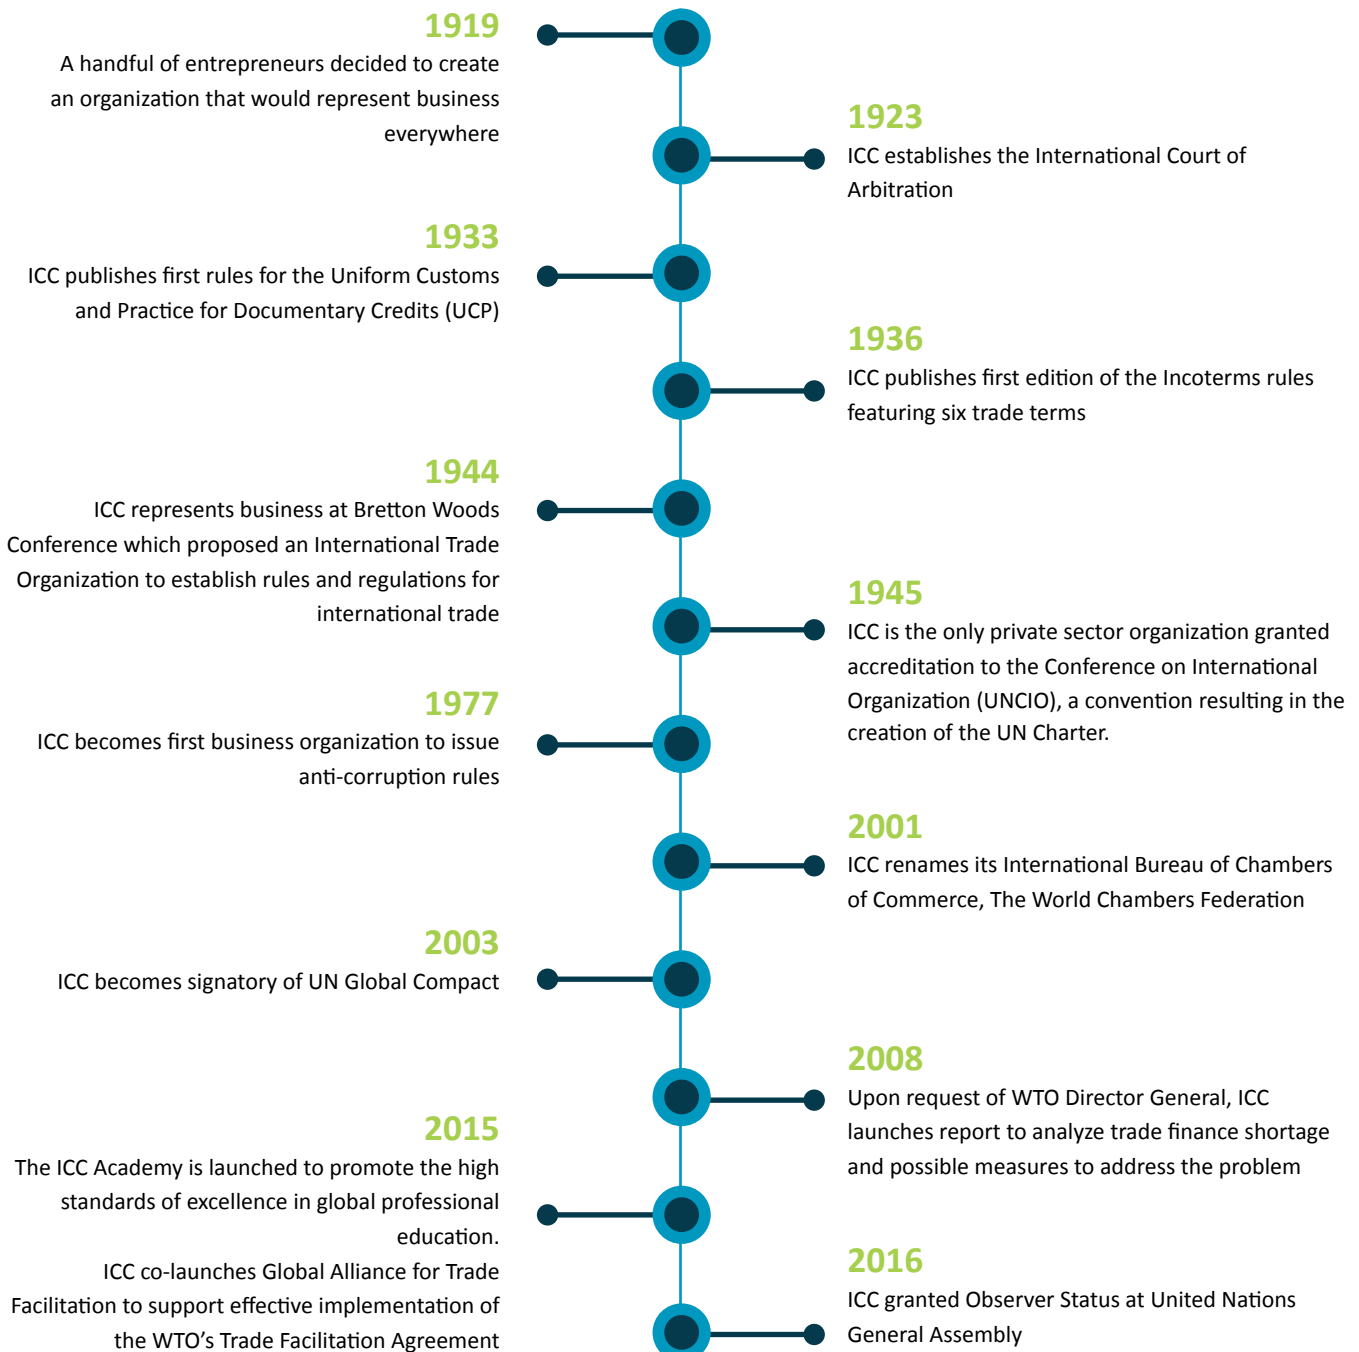 1919
A handful of entrepreneurs decided to create
an organization that would represent business
everywhere
1923
ICC establishes the International Court of
Arbitration
1933
ICC publishes first rules for the Uniform Customs
and Practice for Documentary Credits (UCP)
1936
ICC publishes first edition of the Incoterms rules
featuring six trade terms
1944
ICC represents business at Bretton Woods
Conference which proposed an International Trade
Organization to establish rules and regulations for
international trade
1945
ICC is the only private sector organization granted
accreditation to the Conference on International
Organization (UNCIO), a convention resulting in the
creation of the UN Charter.
1977
ICC becomes first business organization to issue
anti-corruption rules
2001
ICC renames its International Bureau of Chambers
of Commerce, The World Chambers Federation
2003
ICC becomes signatory of UN Global Compact
2008
Upon request of WTO Director General, ICC
launches report to analyze trade finance shortage
and possible measures to address the problem
2015
The ICC Academy is launched to promote the high
standards of excellence in global professional
education.
ICC co-launches Global Alliance for Trade
Facilitation to support effective implementation of
the WTO’s Trade Facilitation Agreement
2016
ICC granted Observer Status at United Nations
General Assembly